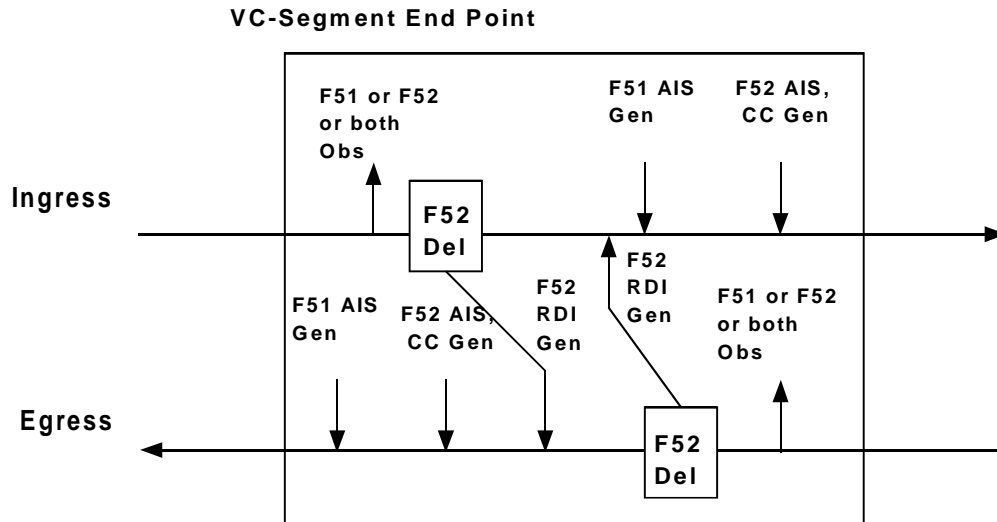 VC-Segment End Point
F51 or F52
or both
Obs
F51 AIS
Gen
F52 AIS,
CC Gen
Ingress
F52
Del
F51 AIS
Gen
F52 AIS,
CC Gen
F52
RDI
Gen
F52
RDI
Gen
F51 or F52
or both
Obs
Egress
F52
Del